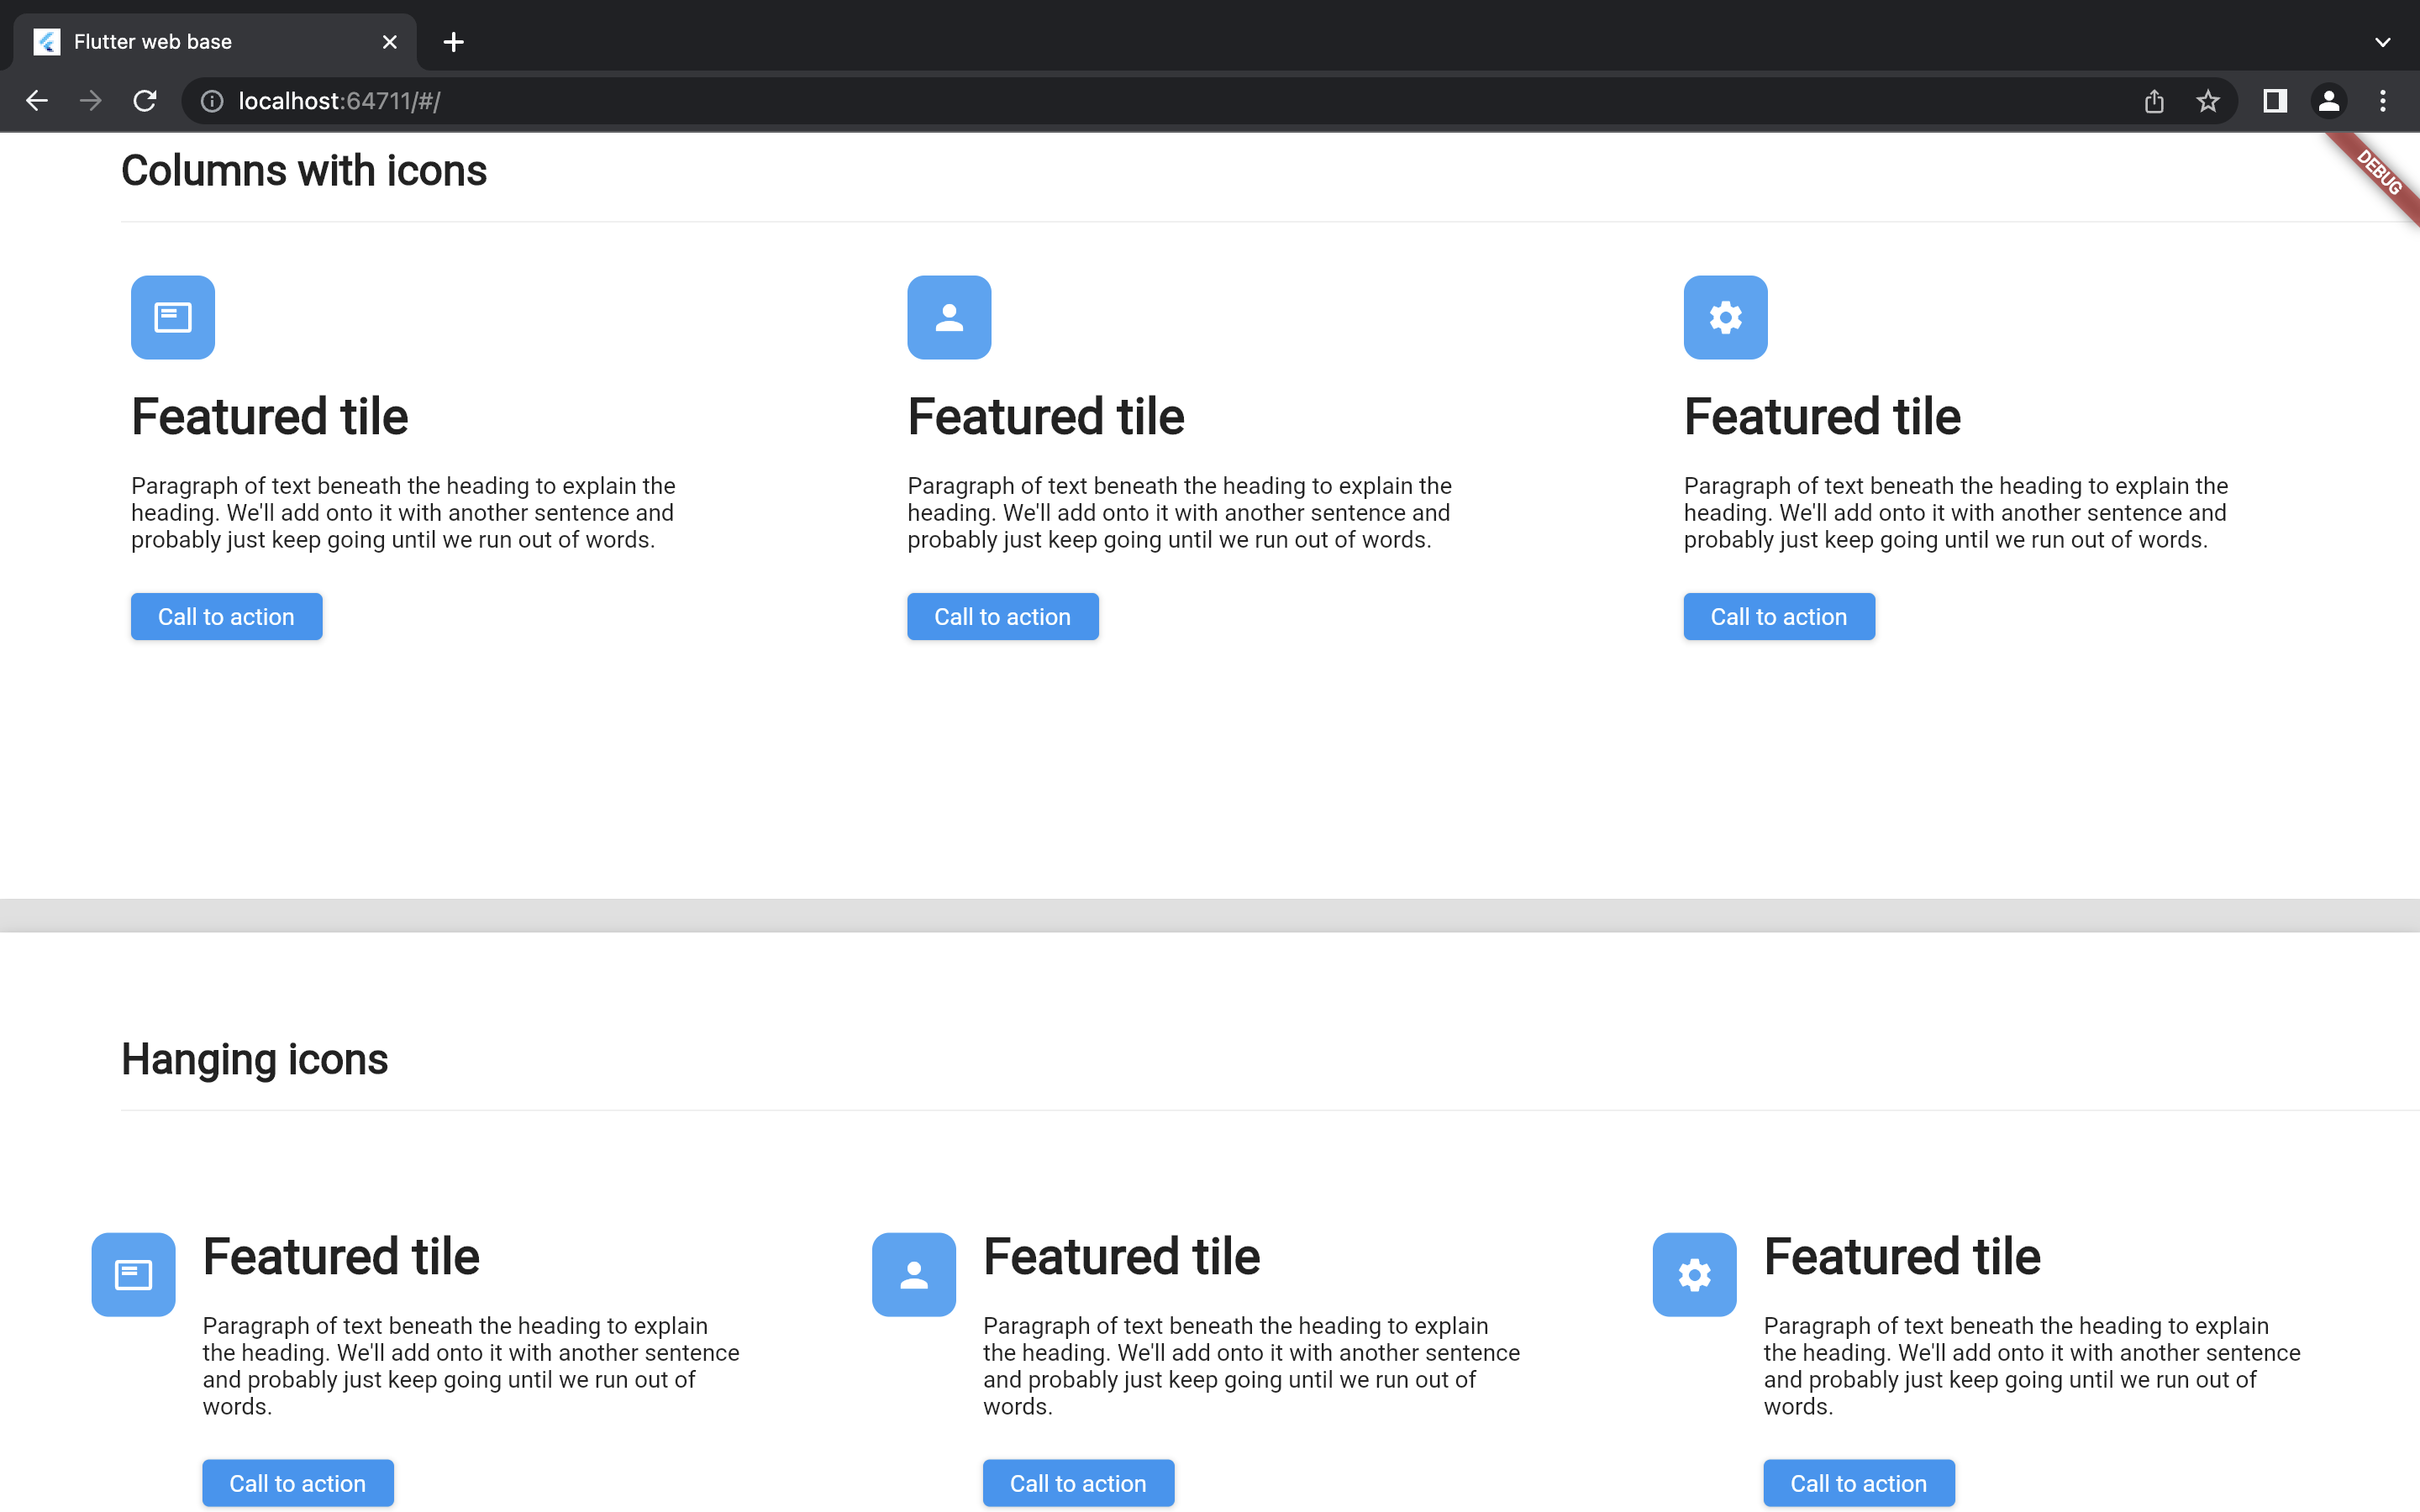 Flutter web base
localhost:64711/#/
DEBUG
Columns with icons
Featured tile
Paragraph of text beneath the heading to explain the
heading. We'll add onto it with another sentence and
probably just keep going until we run out of words.
Call to action
Featured tile
Paragraph of text beneath the heading to explain the
heading. We'll add onto it with another sentence and
probably just keep going until we run out of words.
Call to action
Featured tile
Paragraph of text beneath the heading to explain the
heading. We'll add onto it with another sentence and
probably just keep going until we run out of words.
Call to action
Hanging icons
Featured tile
Paragraph of text beneath the heading to explain
the heading. We'll add onto it with another sentence
and probably just keep going until we run out of
words.
Call to action
Featured tile
Paragraph of text beneath the heading to explain
the heading. We'll add onto it with another sentence
and probably just keep going until we run out of
words.
Call to action
Featured tile
Paragraph of text beneath the heading to explain
the heading. We'll add onto it with another sentence
and probably just keep going until we run out of
words.
Call to action